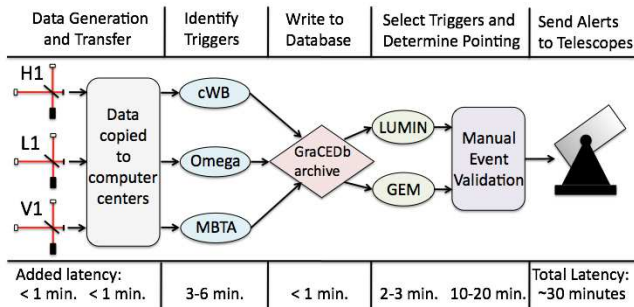 Data Generation and Transfer
Identify Triggers
Write to Database
Select Triggers and Determine Pointing
Send Alerts to Telescopes
H1
L1
V1
Data copied to computer centers
cWB
Omega
MBTA
GraCEDb archive
LUMIN
GEM
Manual Event Validation
Added latency:
< 1 min. < 1 min.
3-6 min.
< 1 min.
2-3 min. 10-20 min.
Total Latency:
~30 minutes